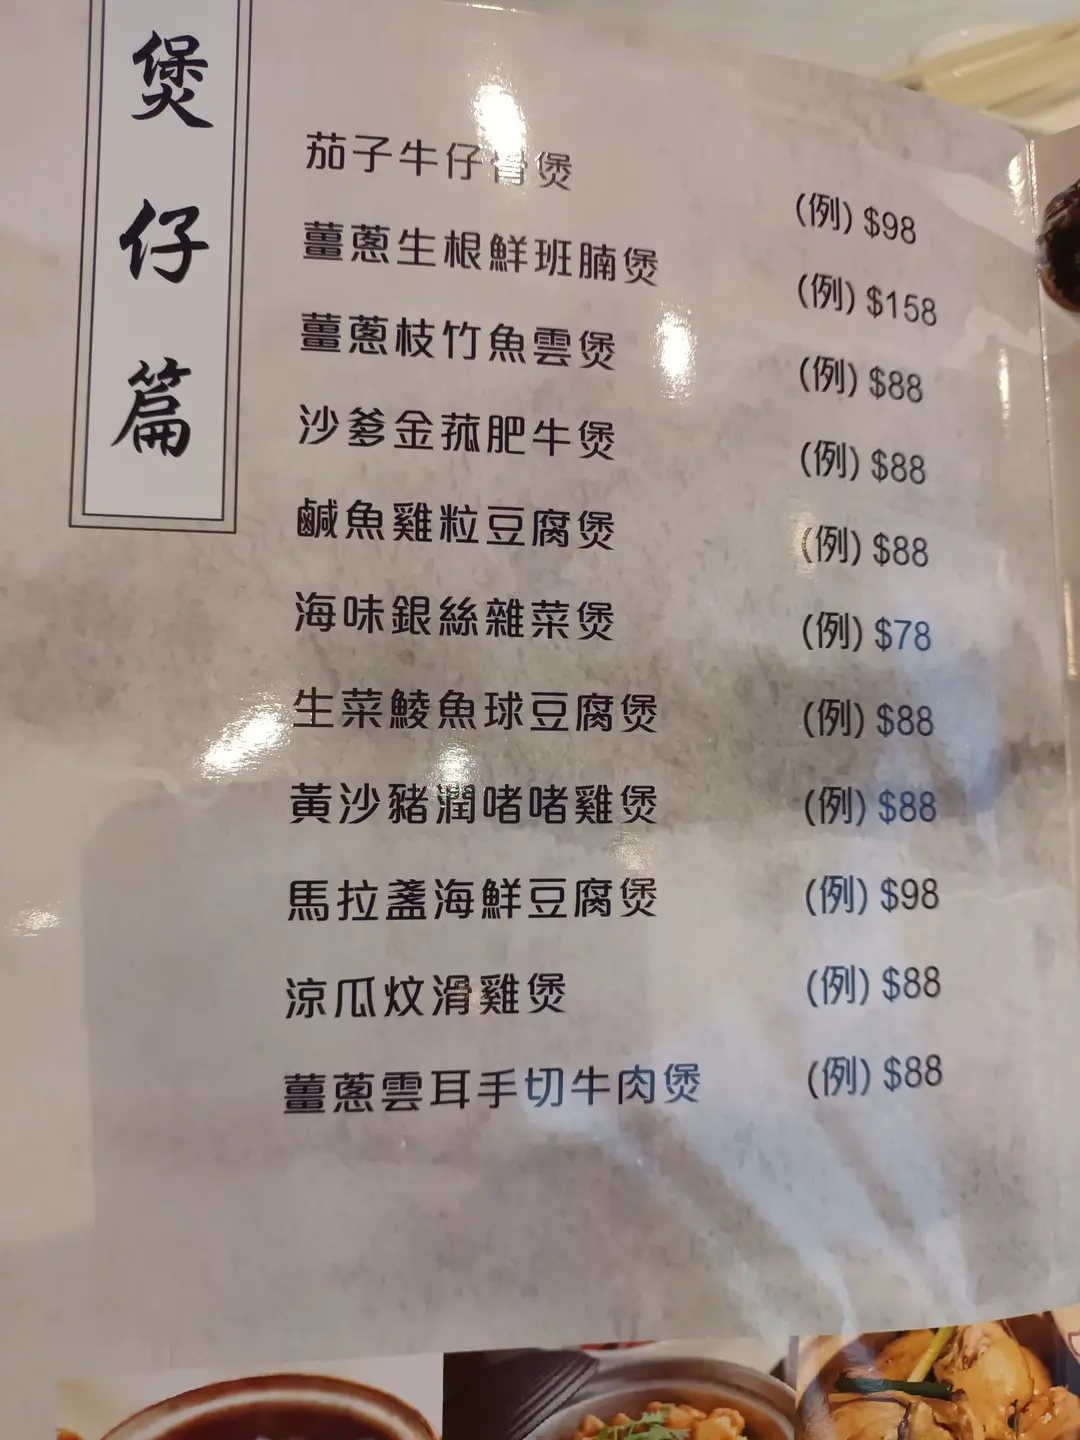 煲仔篇
茄子牛仔骨煲 (例) $98
薑蔥生根鮮班腩煲 (例) $158
薑蔥枝竹魚雲煲 (例) $88
沙爹金菇肥牛煲 (例) $88
鹹魚雞粒豆腐煲 (例) $88
海味銀絲雜菜煲 (例) $78
生菜鯪魚球豆腐煲 (例) $88
黃沙豬潤啫啫雞煲 (例) $88
馬拉盞海鮮豆腐煲 (例) $98
涼瓜炆滑雞煲 (例) $88
薑蔥雲耳手切牛肉煲 (例) $88